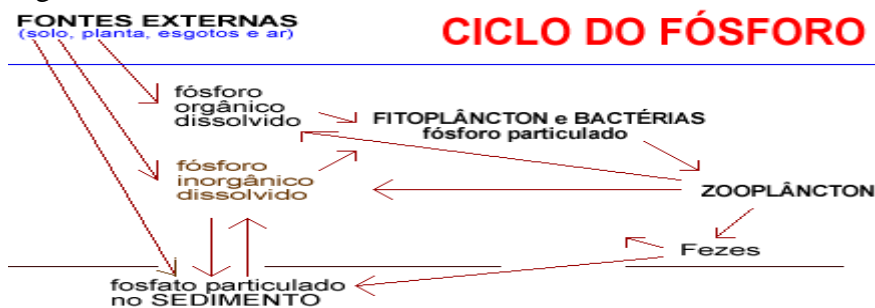 FONTES EXTERNAS
(solo, planta, esgotos e ar)
CICLO DO FÓSFORO
fósforo
orgânico
dissolvido
FITOPLÂNCTON e BACTÉRIAS
fósforo particulado
fósforo
inorgânico
dissolvido
ZOOPLÂNCTON
Fezes
fosfato particulado
no SEDIMENTO